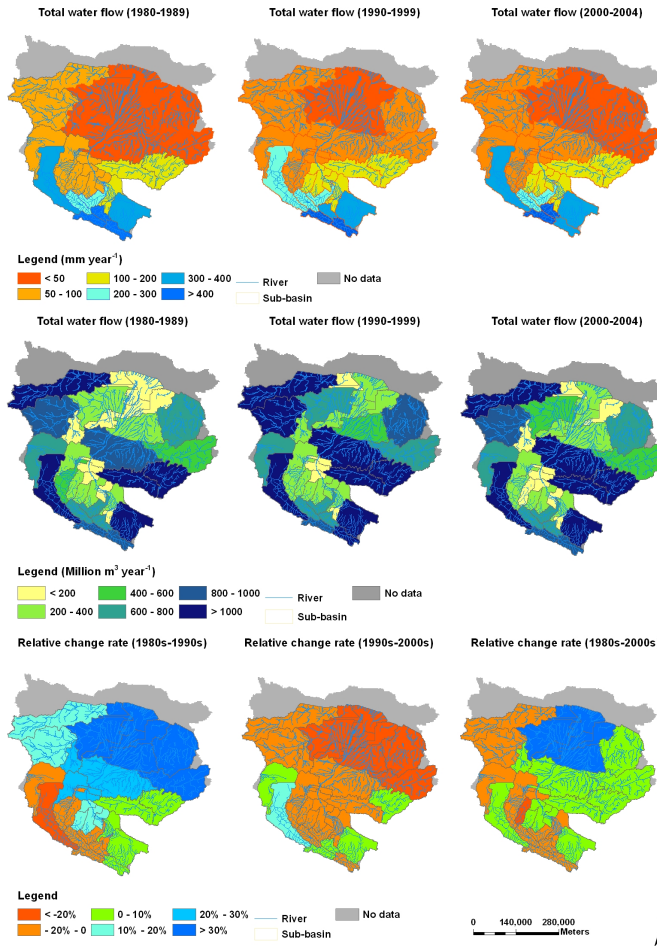 Total water flow (1980-1989) Total water flow (1990-1999) Total water flow (2000-2004)
Legend (mm year⁻¹)
< 50 100 - 200 300 - 400 River No data
50 - 100 200 - 300 > 400 Sub-basin
Total water flow (1980-1989) Total water flow (1990-1999) Total water flow (2000-2004)
Legend (Million m³ year⁻¹)
< 200 400 - 600 800 - 1000 River No data
200 - 400 600 - 800 > 1000 Sub-basin
Relative change rate (1980s-1990s) Relative change rate (1990s-2000s) Relative change rate (1980s-2000s
Legend
< -20% 0 - 10% 20% - 30% River No data
- 20% - 0 10% - 20% > 30% Sub-basin
0 140,000 280,000
Meters